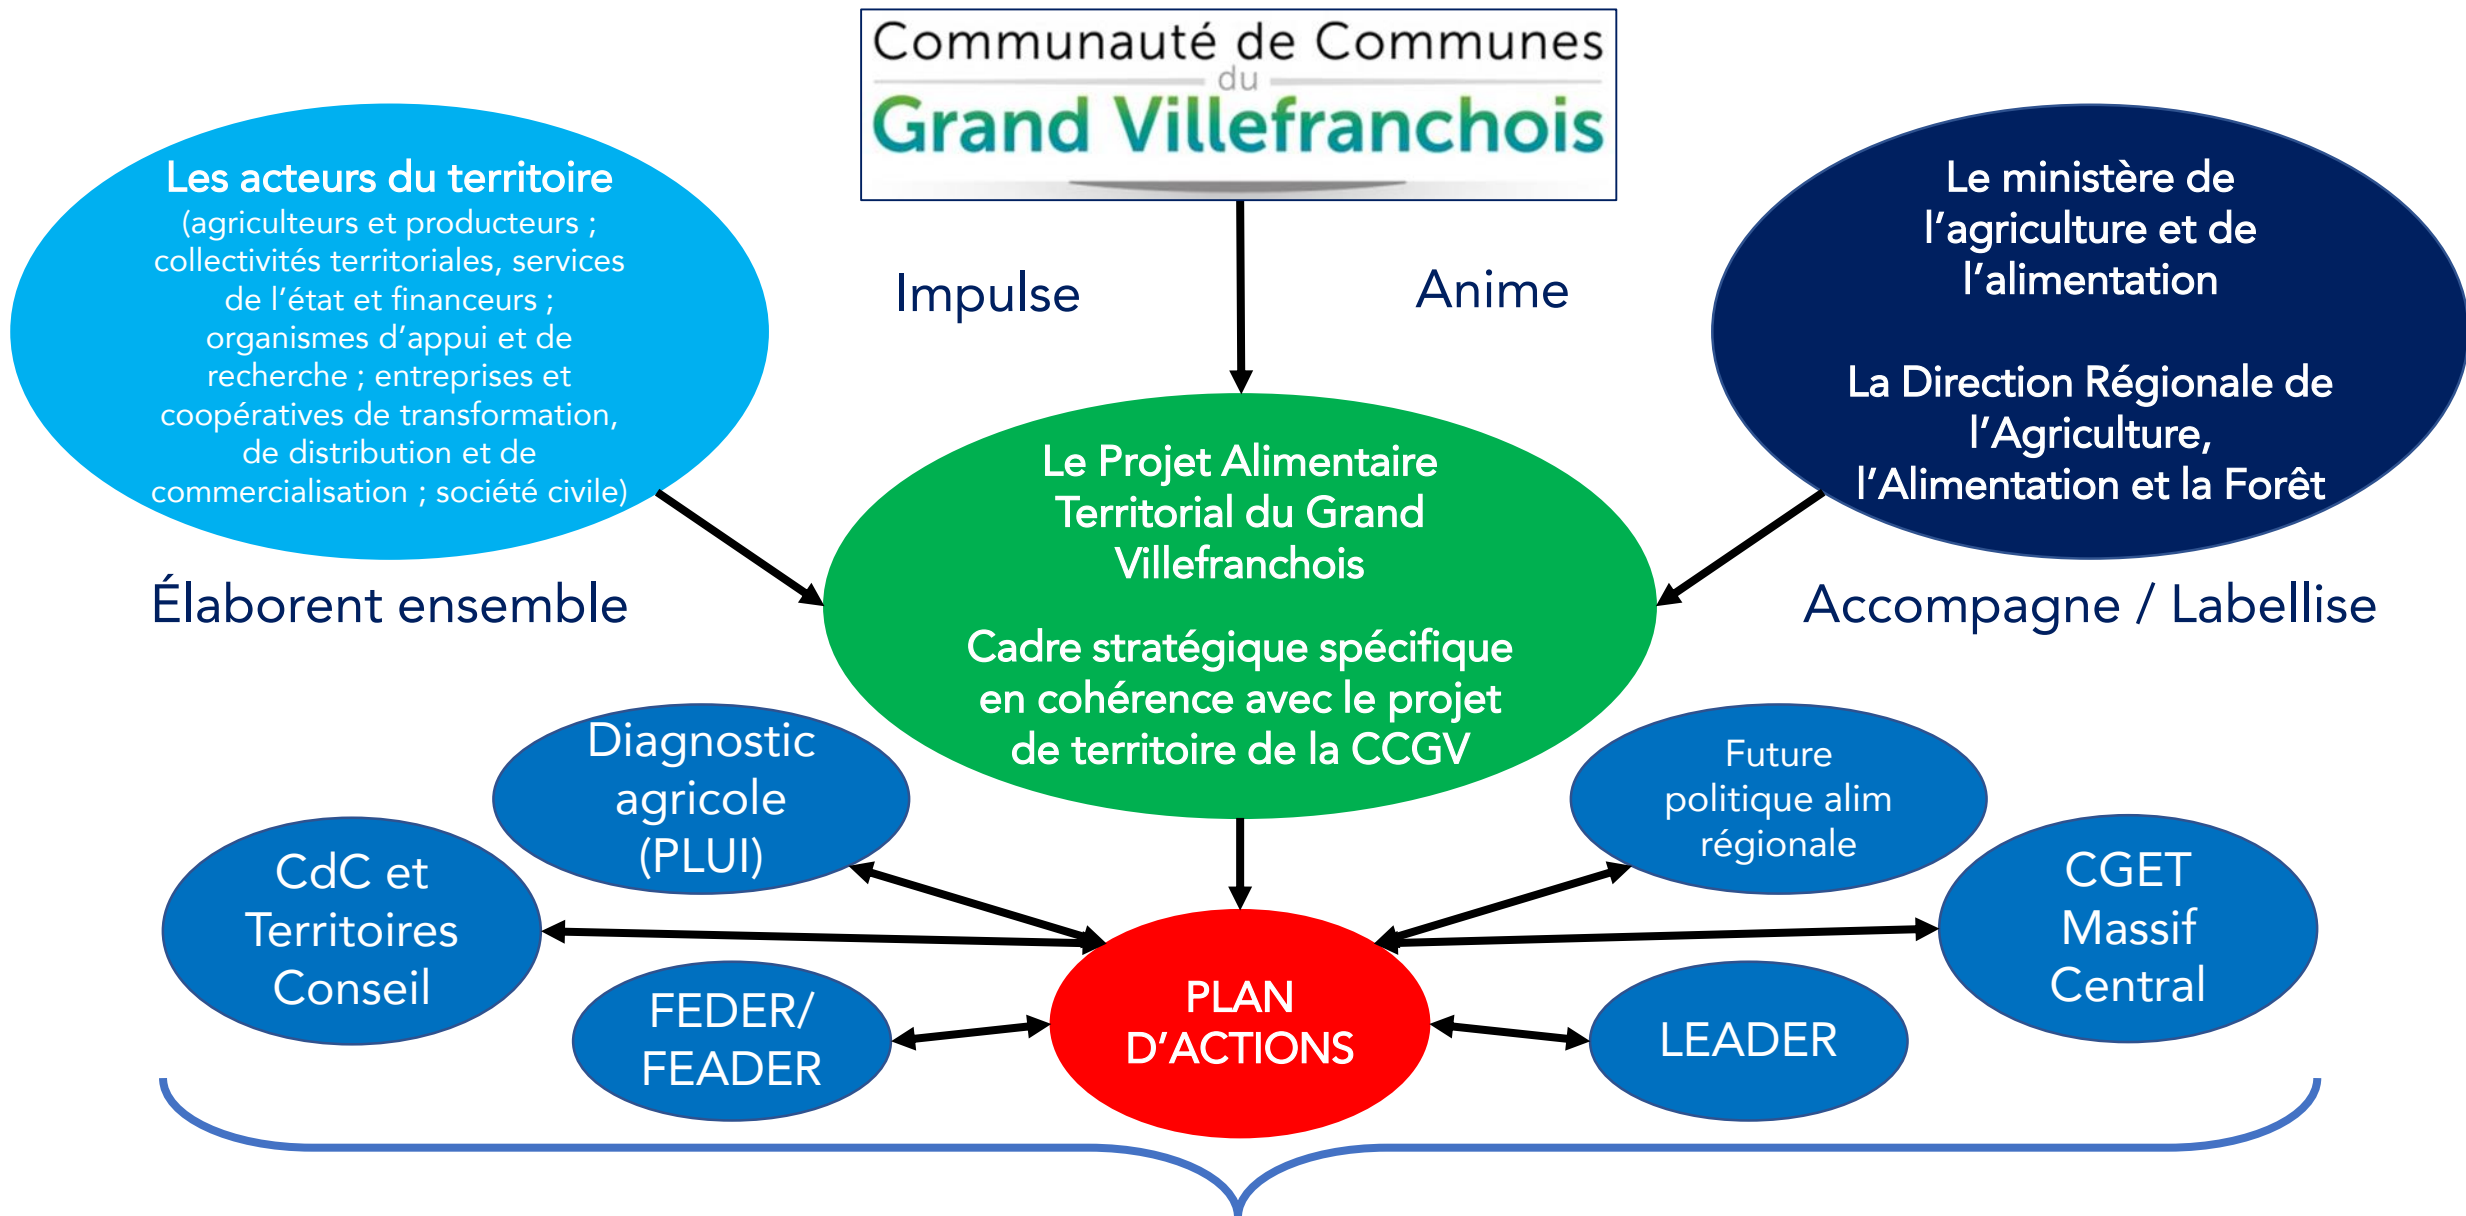 Communauté de Communes
du
Grand Villefranchois
Les acteurs du territoire
(agriculteurs et producteurs ;
collectivités territoriales, services
de l’état et financeurs ;
organismes d’appui et de
recherche ; entreprises et
coopératives de transformation,
de distribution et de
commercialisation ; société civile)
Élaborent ensemble
Impulse
Anime
Le ministère de
l’agriculture et de
l’alimentation
La Direction Régionale de
l’Agriculture,
l’Alimentation et la Forêt
Accompagne / Labellise
Le Projet Alimentaire
Territorial du Grand
Villefranchois
Cadre stratégique spécifique
en cohérence avec le projet
de territoire de la CCGV
Diagnostic
agricole
(PLUI)
CdC et
Territoires
Conseil
FEDER/
FEADER
PLAN
D’ACTIONS
Future
politique alim
régionale
CGET
Massif
Central
LEADER